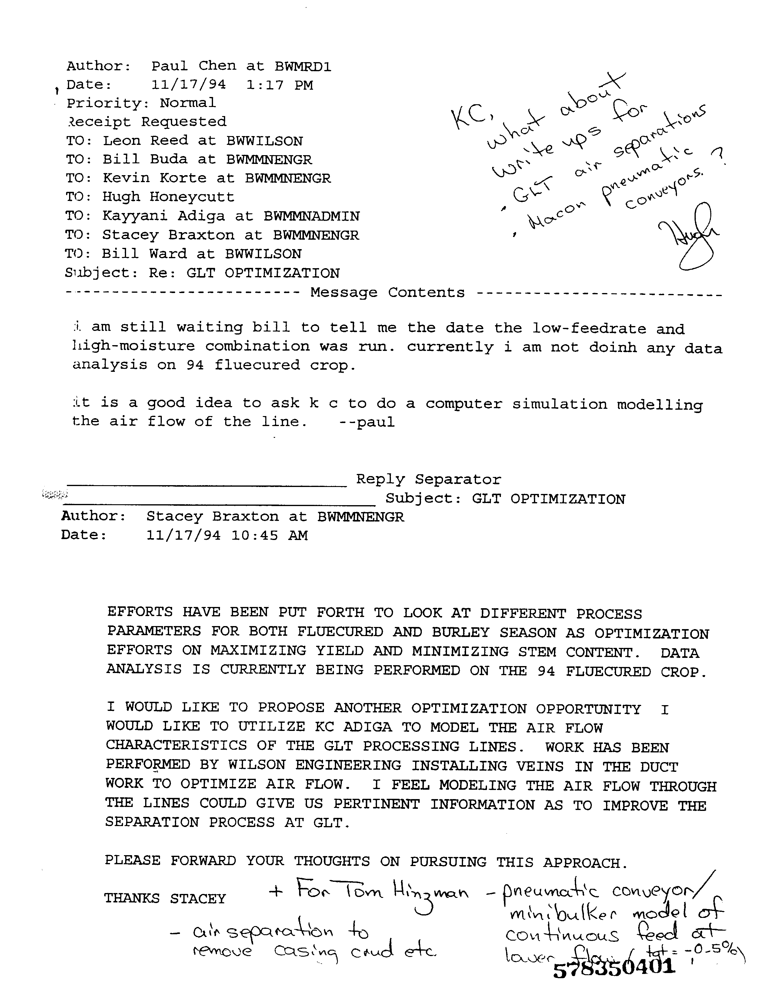 Author: Paul Chen at BWMRD1
Date: 11/17/94 1:17 PM
Priority: Normal
Receipt Requested
TO: Leon Reed at BWWILSON
TO: Bill Buda at BWMMNENGR
TO: Kevin Korte at BWMMNENGR
TO: Hugh Honeycutt
TO: Kayyani Adiga at BWMMNADMIN
TO: Stacey Braxton at BWMMNENGR
TO: Bill Ward at BWWILSON
Subject: Re: GLT OPTIMIZATION
KC,
what about
write ups for
• GLT air separations
• Macon pneumatic
conveyors. ?
Hugh
------------------------- Message Contents --------------------------
i am still waiting bill to tell me the date the low-feedrate and
high-moisture combination was run. currently i am not doinh any data
analysis on 94 fluecured crop.
it is a good idea to ask k c to do a computer simulation modelling
the air flow of the line. --paul
Reply Separator
Subject: GLT OPTIMIZATION
Author: Stacey Braxton at BWMMNENGR
Date: 11/17/94 10:45 AM
EFFORTS HAVE BEEN PUT FORTH TO LOOK AT DIFFERENT PROCESS
PARAMETERS FOR BOTH FLUECURED AND BURLEY SEASON AS OPTIMIZATION
EFFORTS ON MAXIMIZING YIELD AND MINIMIZING STEM CONTENT. DATA
ANALYSIS IS CURRENTLY BEING PERFORMED ON THE 94 FLUECURED CROP.
I WOULD LIKE TO PROPOSE ANOTHER OPTIMIZATION OPPORTUNITY I
WOULD LIKE TO UTILIZE KC ADIGA TO MODEL THE AIR FLOW
CHARACTERISTICS OF THE GLT PROCESSING LINES. WORK HAS BEEN
PERFORMED BY WILSON ENGINEERING INSTALLING VEINS IN THE DUCT
WORK TO OPTIMIZE AIR FLOW. I FEEL MODELING THE AIR FLOW THROUGH
THE LINES COULD GIVE US PERTINENT INFORMATION AS TO IMPROVE THE
SEPARATION PROCESS AT GLT.
PLEASE FORWARD YOUR THOUGHTS ON PURSUING THIS APPROACH.
THANKS STACEY
+ For Tom Hinzman - pneumatic conveyor/
minibulker model of
continuous feed at
lower flow
- air separation to
remove casing crud etc.
578350401